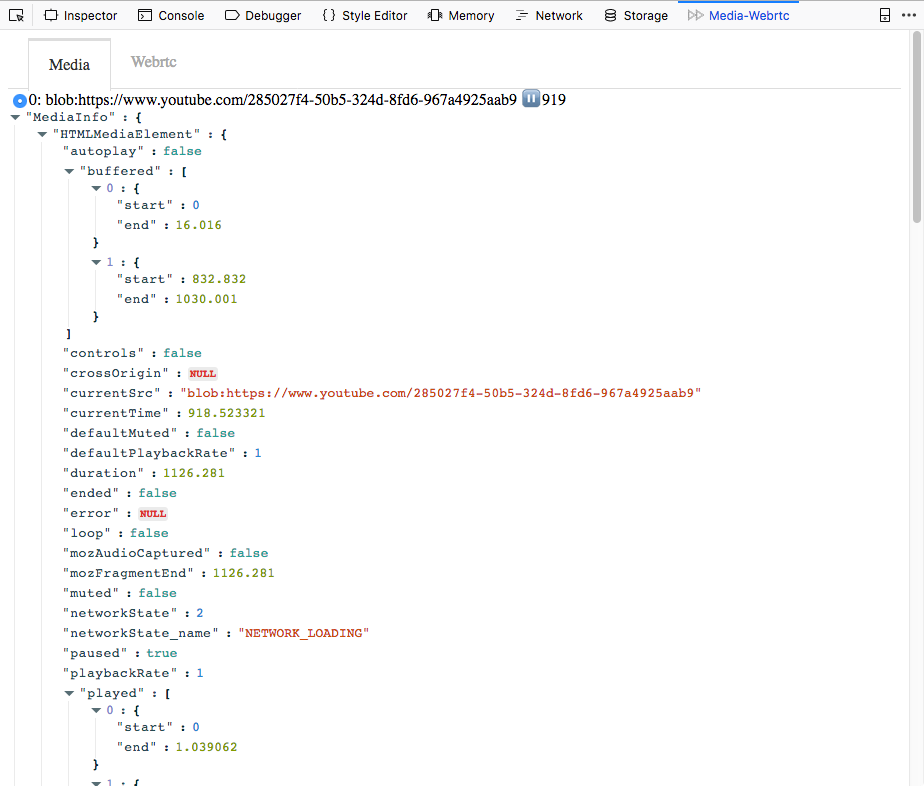 Inspector Console Debugger { } Style Editor Memory Network Storage Media-Webrtc
Media Webrtc
0: blob:https://www.youtube.com/285027f4-50b5-324d-8fd6-967a4925aab9 919
"MediaInfo" : {
"HTMLMediaElement" : {
"autoplay" : false
"buffered" : [
0 : {
"start" : 0
"end" : 16.016
}
1 : {
"start" : 832.832
"end" : 1030.001
}
]
"controls" : false
"crossOrigin" : NULL
"currentSrc" : "blob:https://www.youtube.com/285027f4-50b5-324d-8fd6-967a4925aab9"
"currentTime" : 918.523321
"defaultMuted" : false
"defaultPlaybackRate" : 1
"duration" : 1126.281
"ended" : false
"error" : NULL
"loop" : false
"mozAudioCaptured" : false
"mozFragmentEnd" : 1126.281
"muted" : false
"networkState" : 2
"networkState_name" : "NETWORK_LOADING"
"paused" : true
"playbackRate" : 1
"played" : [
0 : {
"start" : 0
"end" : 1.039062
}
1 : {